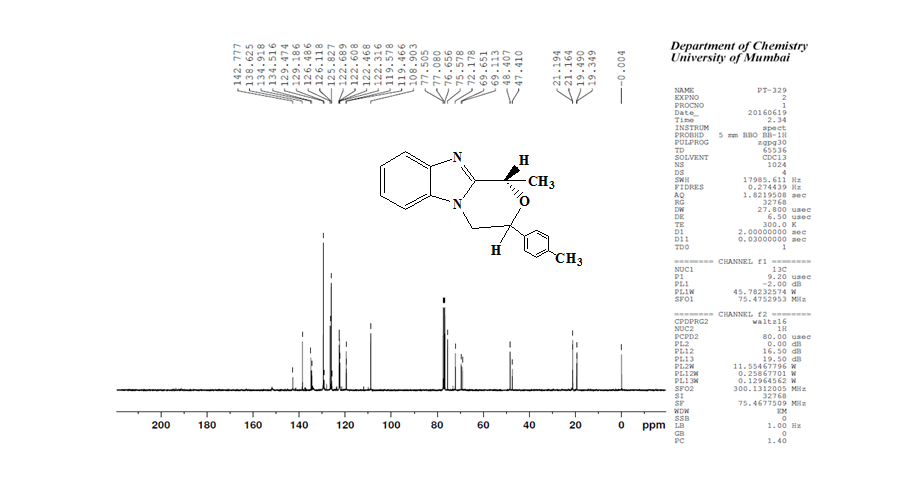 Department of Chemistry
University of Mumbai
142.777
138.625
134.918
134.516
129.474
129.186
126.486
126.118
125.827
122.689
122.608
122.468
122.316
119.578
119.466
108.903
77.505
77.080
76.656
75.578
72.178
69.651
69.113
48.407
47.410
21.194
21.164
19.490
19.349
-0.004
NAME PT-329
EXPNO 2
PROCNO 1
Date_ 20160619
Time 2.34
INSTRUM spect
PROBHD 5 mm BBO BB-1H
PULPROG zgpg30
TD 65536
SOLVENT CDCl3
NS 1024
DS 4
SWH 17985.611 Hz
FIDRES 0.274439 Hz
AQ 1.8219508 sec
RG 32768
DW 27.800 usec
DE 6.50 usec
TE 300.0 K
D1 2.00000000 sec
D11 0.03000000 sec
TD0 1
======== CHANNEL f1 ========
NUC1 13C
P1 9.20 usec
PL1 -2.00 dB
PL1W 45.78232574 W
SFO1 75.4752953 MHz
======== CHANNEL f2 ========
CPDPRG2 waltz16
NUC2 1H
PCPD2 80.00 usec
PL2 0.00 dB
PL12 16.50 dB
PL13 19.50 dB
PL2W 11.55467796 W
PL12W 0.25867701 W
PL13W 0.12964562 W
SFO2 300.1312005 MHz
SI 32768
SF 75.4677509 MHz
WDW EM
SSB 0
LB 1.00 Hz
GB 0
PC 1.40
N
H
CH3
O
N
H
CH3
200 180 160 140 120 100 80 60 40 20 0 ppm